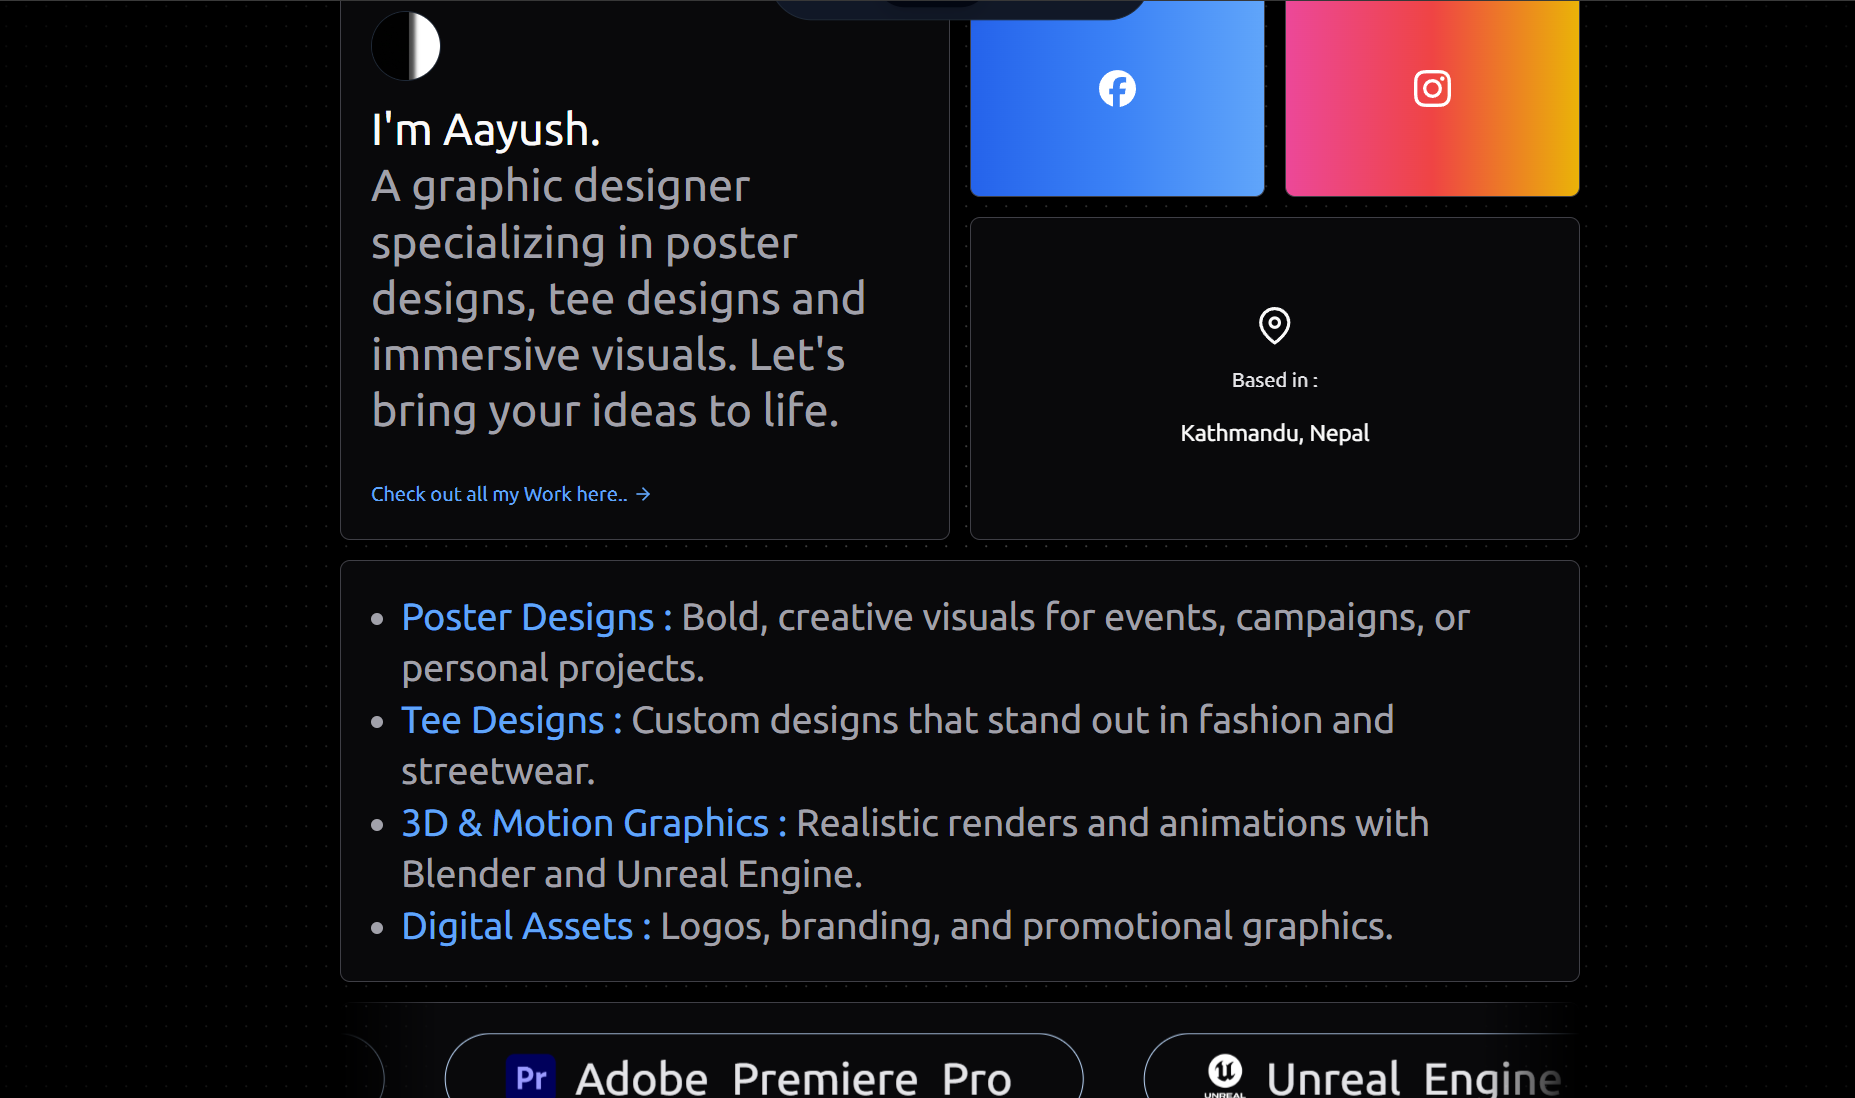 I'm Aayush.
A graphic designer
specializing in poster
designs, tee designs and
immersive visuals. Let's
bring your ideas to life.
Check out all my Work here.. →
Based in :
Kathmandu, Nepal
• Poster Designs : Bold, creative visuals for events, campaigns, or
personal projects.
• Tee Designs : Custom designs that stand out in fashion and
streetwear.
• 3D & Motion Graphics : Realistic renders and animations with
Blender and Unreal Engine.
• Digital Assets : Logos, branding, and promotional graphics.
Pr Adobe Premiere Pro
UNREAL Unreal Engine